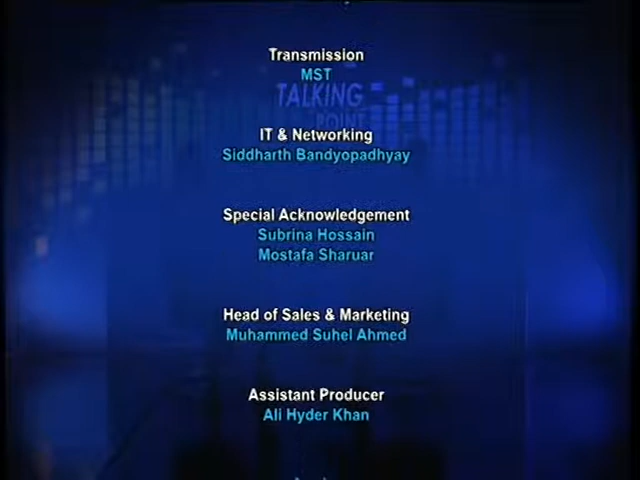 Transmission
MST
TALKING
POINT
IT & Networking
Siddharth Bandyopadhyay
Special Acknowledgement
Subrina Hossain
Mostafa Sharuar
Head of Sales & Marketing
Muhammed Suhel Ahmed
Assistant Producer
Ali Hyder Khan